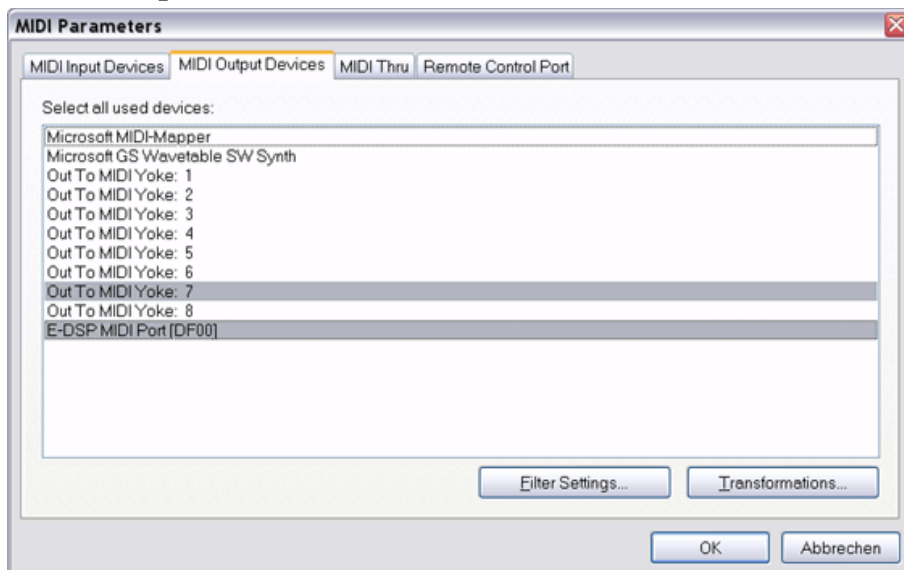 MIDI Parameters
MIDI Input Devices MIDI Output Devices MIDI Thru Remote Control Port
Select all used devices:
Microsoft MIDI-Mapper
Microsoft GS Wavetable SW Synth
Out To MIDI Yoke: 1
Out To MIDI Yoke: 2
Out To MIDI Yoke: 3
Out To MIDI Yoke: 4
Out To MIDI Yoke: 5
Out To MIDI Yoke: 6
Out To MIDI Yoke: 7
Out To MIDI Yoke: 8
E-DSP MIDI Port [DF00]
Filter Settings... Transformations...
OK Abbrechen